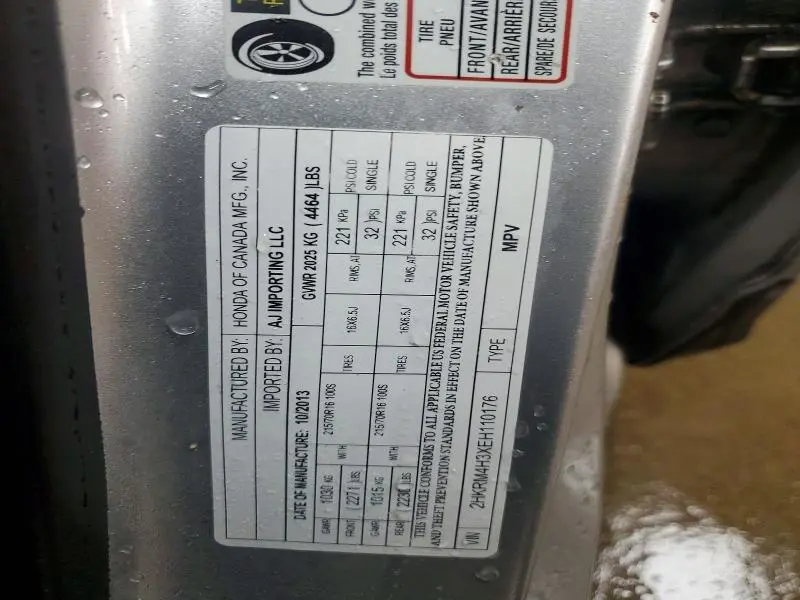 The combined w
Le poids total des
TIRE
PNEU
FRONT/AVAN
REAR/ARRIER
SPARE/DE SECOUR
MANUFACTURED BY: HONDA OF CANADA MFG., INC.
IMPORTED BY: AJ IMPORTING LLC
DATE OF MANUFACTURE: 10/2013 GVWR 2025 KG ( 4464 )LBS
GAWR 1030 KG WITH 215/70R16 100S TIRES 16X6.5J RIMS, AT 221 KPa PSI COLD
FRONT ( 2271 )LBS 32 )PSI SINGLE
GAWR 1015 KG WITH 215/70R16 100S TIRES 16X6.5J RIMS, AT 221 KPa PSI COLD
REAR 2230 )LBS 32 )PSI SINGLE
THIS VEHICLE CONFORMS TO ALL APPLICABLE US FEDERAL MOTOR VEHICLE SAFETY, BUMPER,
AND THEFT PREVENTION STANDARDS IN EFFECT ON THE DATE OF MANUFACTURE SHOWN ABOVE
VIN 2HKRM4H3XEH110176 TYPE MPV